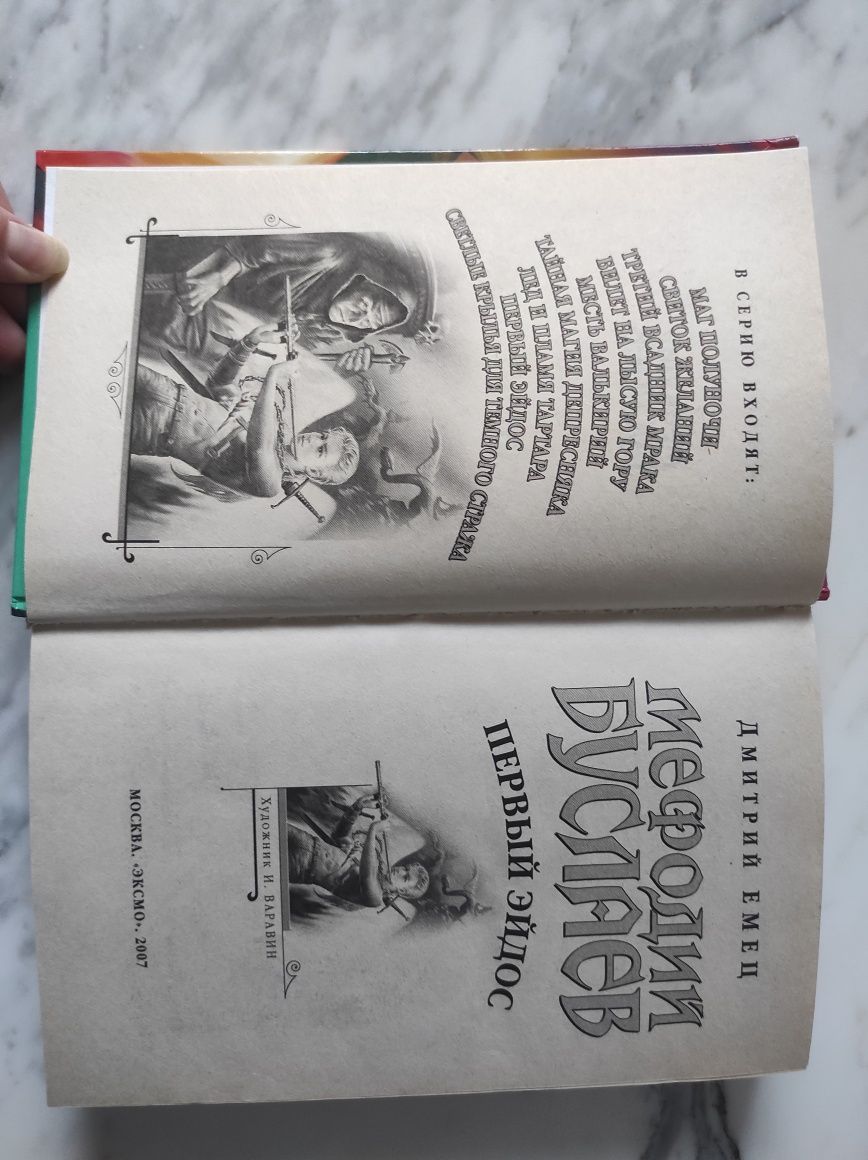 В СЕРИЮ ВХОДЯТ:
МАГ ПОЛУНОЧИ
СВИТОК ЖЕЛАНИЙ
ТРЕТИЙ ВСАДНИК МРАКА
БИЛЕТ НА ЛЫСУЮ ГОРУ
МЕСТЬ ВАЛЬКИРИЙ
ТАЙНАЯ МАГИЯ ДЕПРЕСНЯКА
ЛЕД И ПЛАМЯ ТАРТАРА
ПЕРВЫЙ ЭЙДОС
СВЕТЛЫЕ КРЫЛЬЯ ДЛЯ ТЕМНОГО СТРАЖА
ДМИТРИЙ ЕМЕЦ
МЕФОДИЙ
БУСЛАЕВ
ПЕРВЫЙ ЭЙДОС
Художник И. ВАРАВИН
МОСКВА. «ЭКСМО». 2007